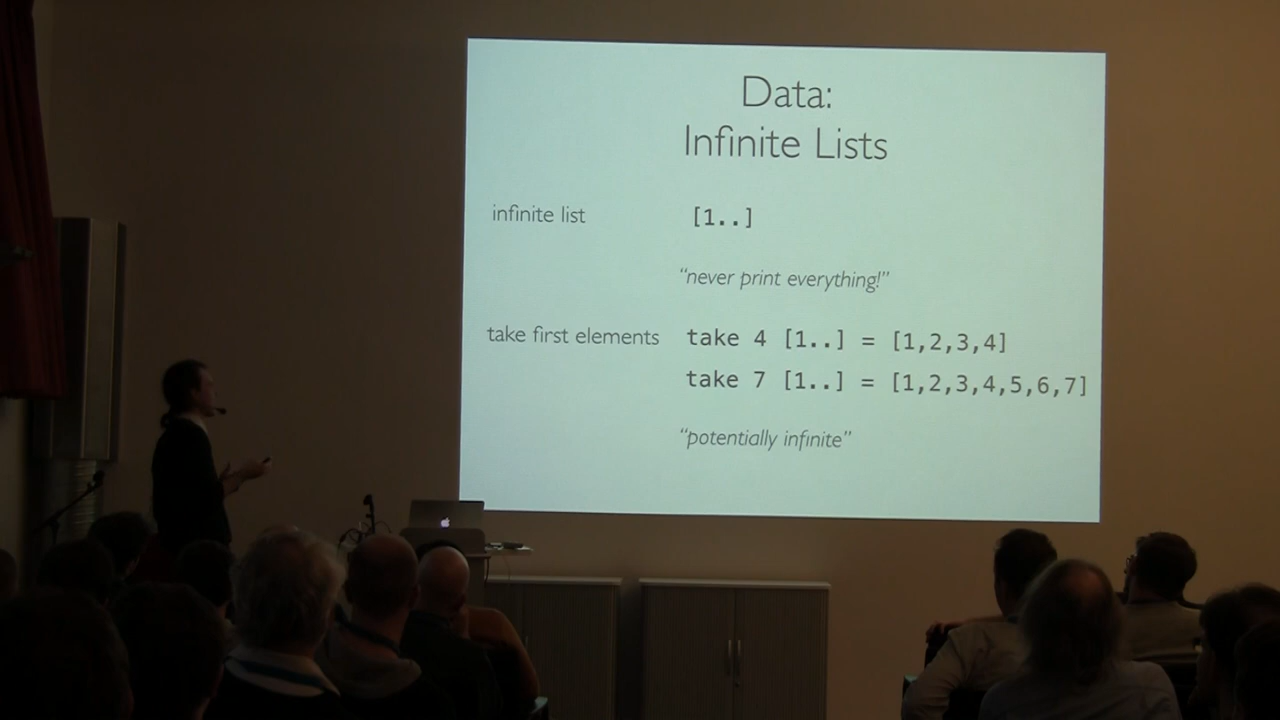 Data:
Infinite Lists
infinite list [1..]
“never print everything!”
take first elements take 4 [1..] = [1,2,3,4]
take 7 [1..] = [1,2,3,4,5,6,7]
“potentially infinite”